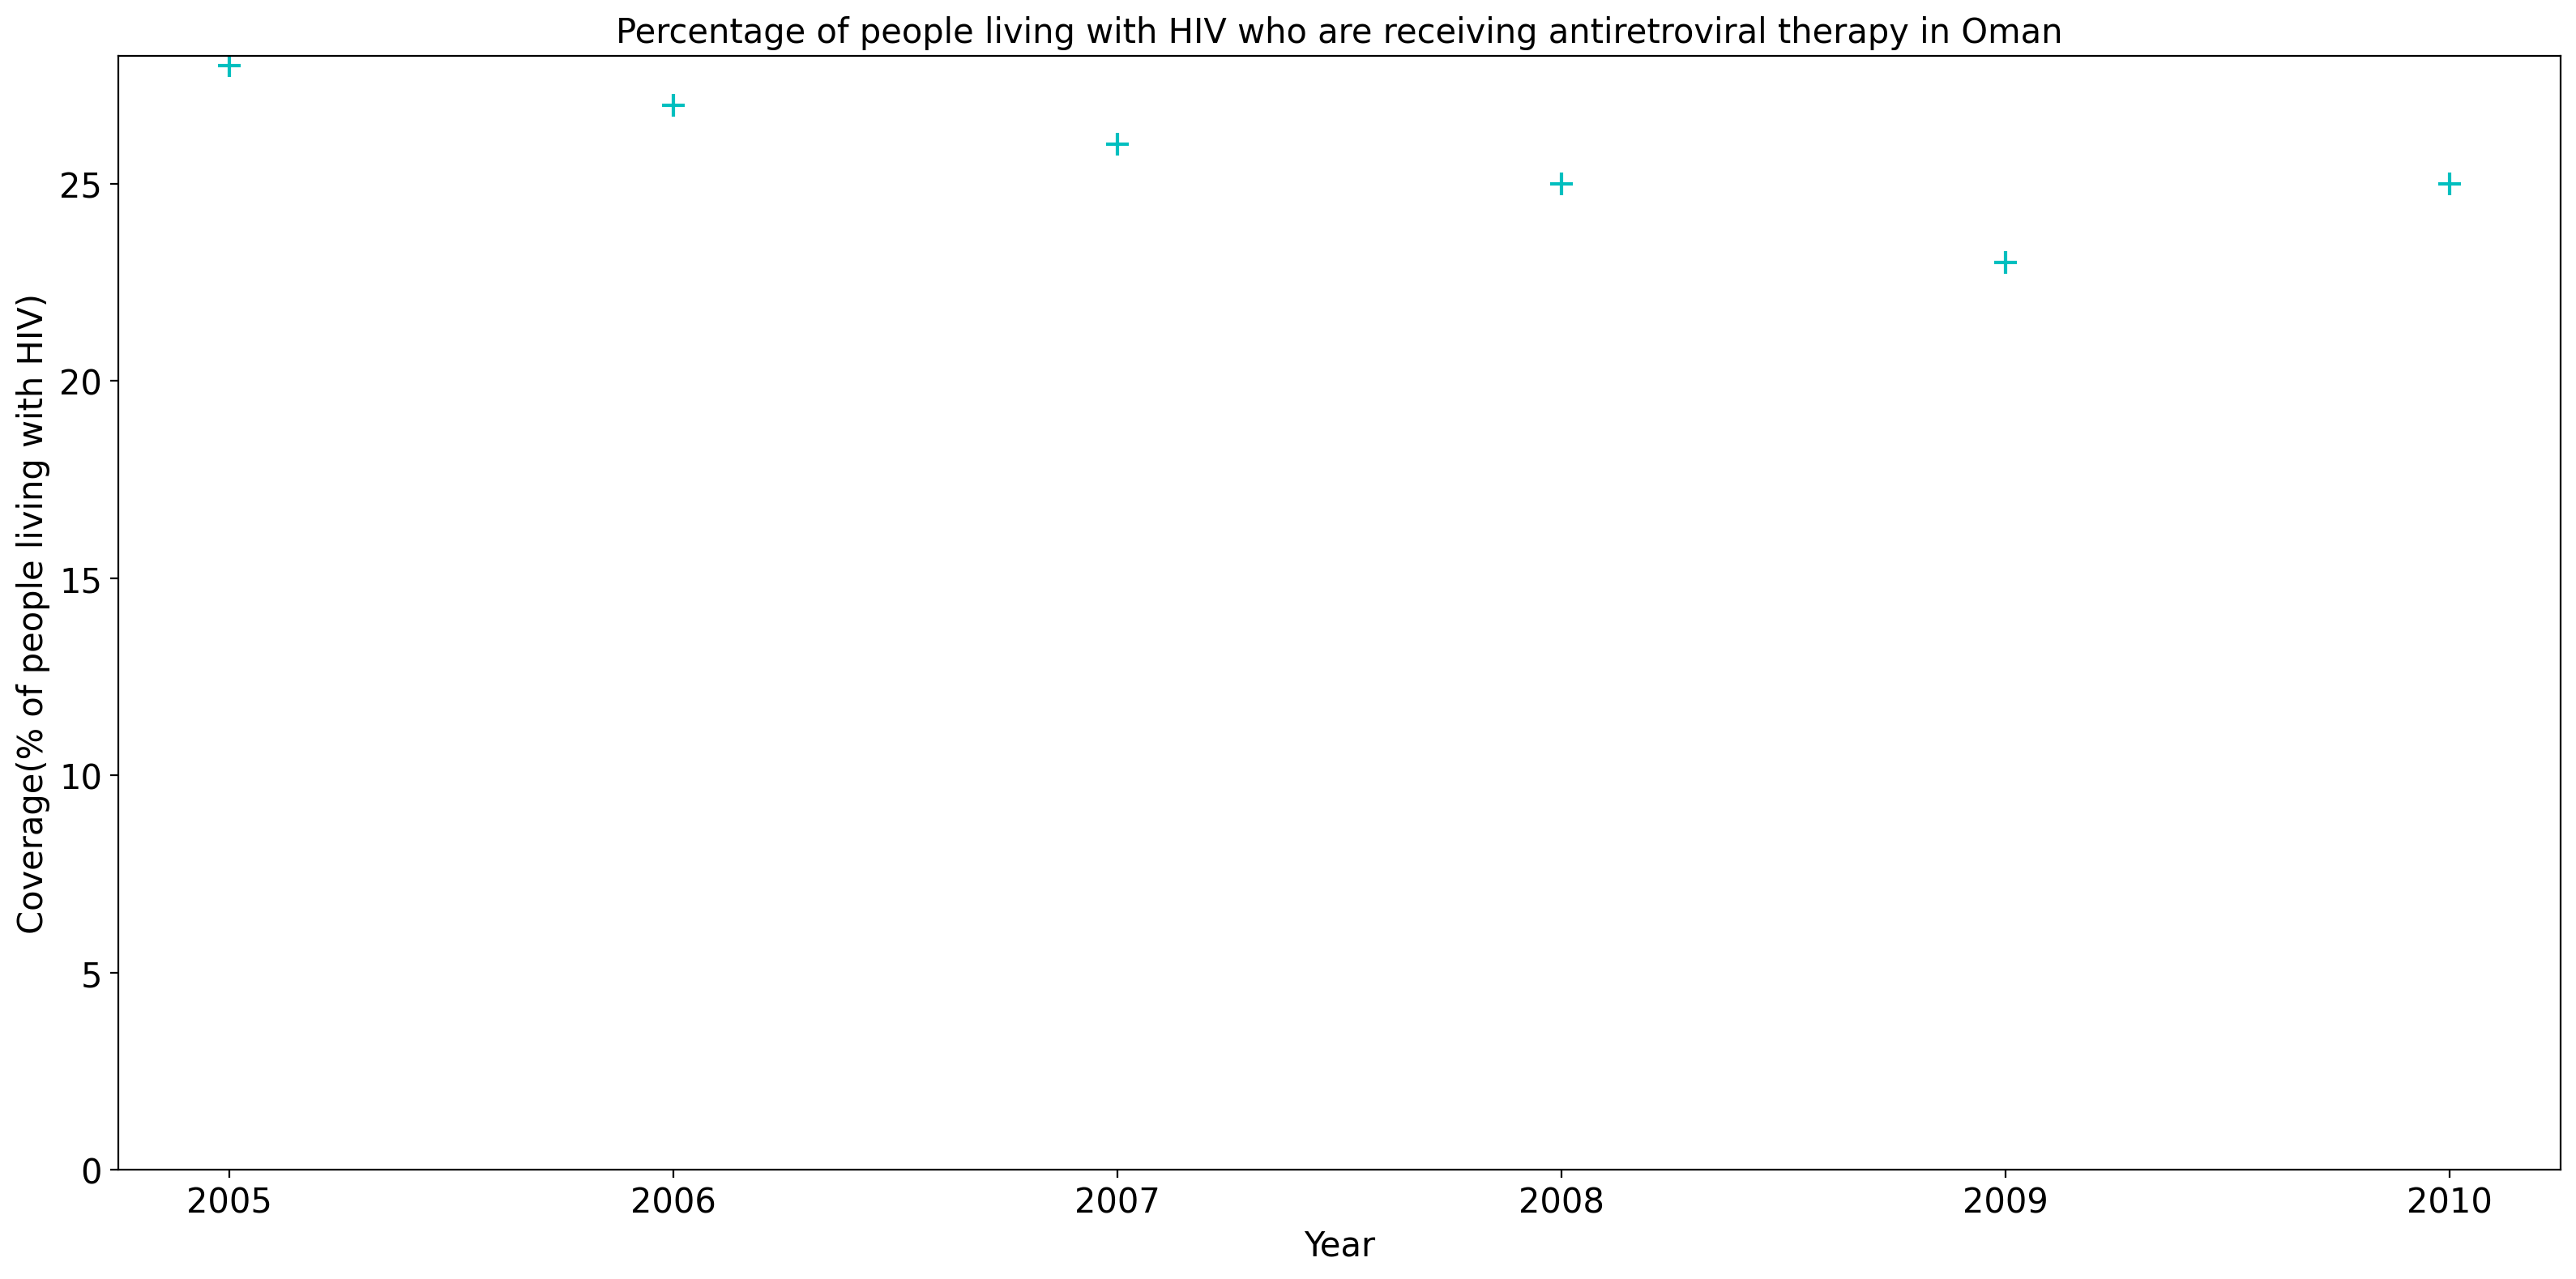 Percentage of people living with HIV who are receiving antiretroviral therapy in Oman
Coverage(% of people living with HIV)
25
20
15
10
5
0
2005 2006 2007 2008 2009 2010
Year